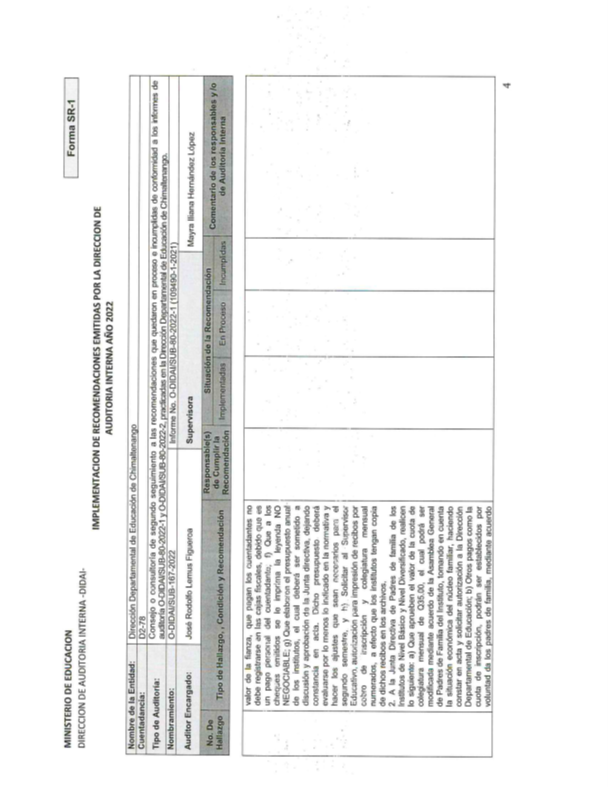 MINISTERIO DE EDUCACION
DIRECCION DE AUDITORIA INTERNA -DIDAI-
Forma SR-1
IMPLEMENTACION DE RECOMENDACIONES EMITIDAS POR LA DIRECCION DE
AUDITORIA INTERNA AÑO 2022
Nombre de la Entidad: Dirección Departamental de Educación de Chimaltenango
Cuentadancia: D2-78
Tipo de Auditoría: Consejo o consultoría de segundo seguimiento a las recomendaciones que quedaron en proceso e incumplidas de conformidad a los informes de
auditoría O-DIDAI/SUB-80-2022-1 y O-DIDAI/SUB-80-2022-2, practicadas en la Dirección Departamental de Educación de Chimaltenango.
Nombramiento: O-DIDAI/SUB-167-2022 Informe No. O-DIDAI/SUB-80-2022-1 (109490-1-2021)
Auditor Encargado: José Rodolfo Lemus Figueroa Supervisora Mayra Iliana Hernández López
No. De Hallazgo Tipo de Hallazgo, , Condición y Recomendación Responsable(s) de Cumplir la Recomendación Situación de la Recomendación Comentario de los responsables y/o de Auditoría Interna
Implementadas En Proceso Incumplidas
valor de la fianza, que pagan los cuentadantes no
debe registrarse en las cajas fiscales, debido que es
un pago personal del cuentadante; f) Que a los
cheques emitidos se le imprima la leyenda NO
NEGOCIABLE; g) Que elaboren el presupuesto anual
de los institutos, el cual deberá ser sometido a
discusión y aprobación de la Junta directiva, dejando
constancia en acta. Dicho presupuesto deberá
evaluarse por lo menos lo indicado en la normativa y
hacer los ajustes que sean necesarios para el
segundo semestre, y h) Solicitar al Supervisor
Educativo, autorización para impresión de recibos por
cobro de inscripción y colegiatura mensual
numerados, a efecto que los institutos tengan copia
de dichos recibos en los archivos.
2. A la Junta Directiva de Padres de familia de los
Institutos de Nivel Básico y Nivel Diversificado, realicen
lo siguiente: a) Que aprueben el valor de la cuota de
colegiatura mensual de Q35.00, el cual podrá ser
modificada mediante acuerdo de la Asamblea General
de Padres de Familia del Instituto, tomando en cuenta
la situación económica del núcleo familiar, haciendo
constar en acta y solicitar autorización a la Dirección
Departamental de Educación; b) Otros pagos como la
cuota de inscripción, podrán ser establecidos por
voluntad de los padres de familia, mediante acuerdo
4